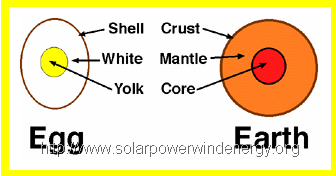 Shell Crust
White Mantle
Yolk Core
Egg Earth
http://www.solarpowerwindenergy.org